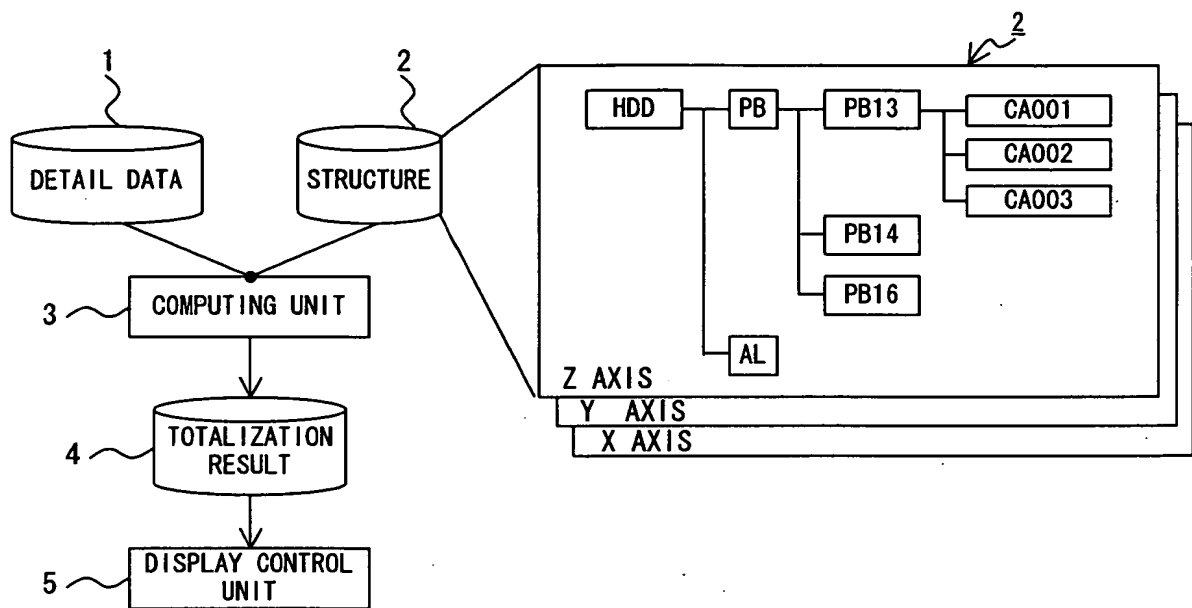 1
2
2
HDD
PB
PB13
CA001
CA002
CA003
PB14
PB16
AL
Z AXIS
Y AXIS
X AXIS
DETAIL DATA
STRUCTURE
3
COMPUTING UNIT
4
TOTALIZATION
RESULT
5
DISPLAY CONTROL
UNIT